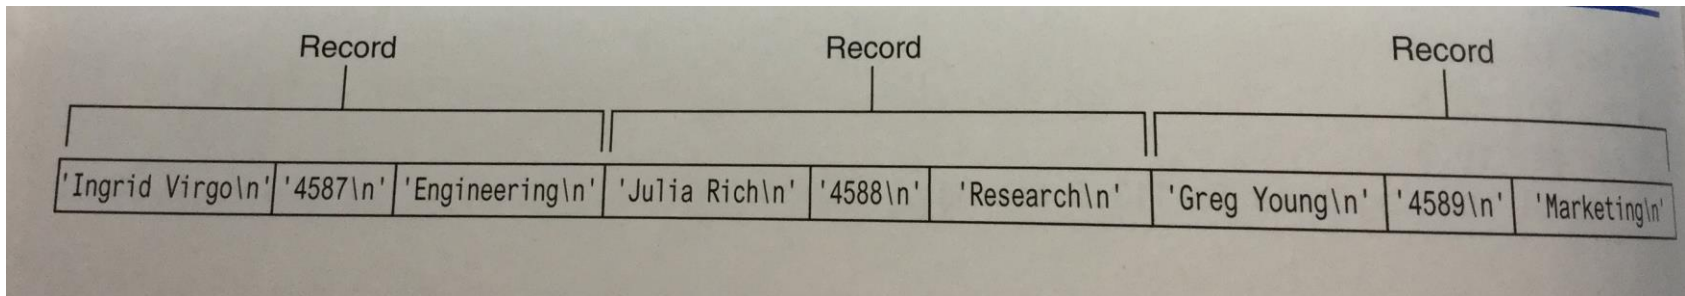 Record Record Record
'Ingrid Virgo\n' '4587\n' 'Engineering\n' 'Julia Rich\n' '4588\n' 'Research\n' 'Greg Young\n' '4589\n' 'Marketing\n'